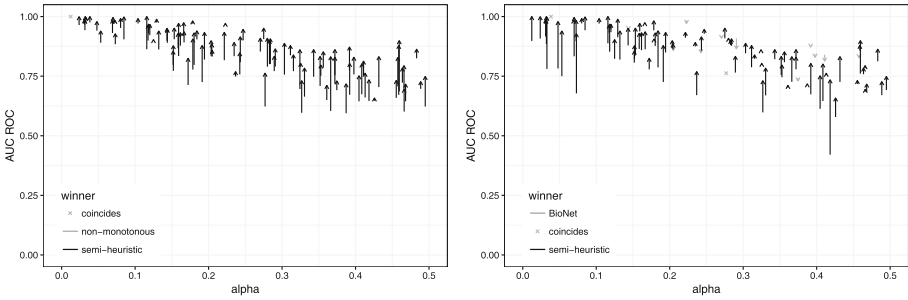 1.00
0.75
0.50
0.25
0.00
AUC ROC
winner
× coincides
non−monotonous
semi−heuristic
0.0 0.1 0.2 0.3 0.4 0.5
alpha
1.00
0.75
0.50
0.25
0.00
AUC ROC
winner
BioNet
× coincides
semi−heuristic
0.0 0.1 0.2 0.3 0.4 0.5
alpha